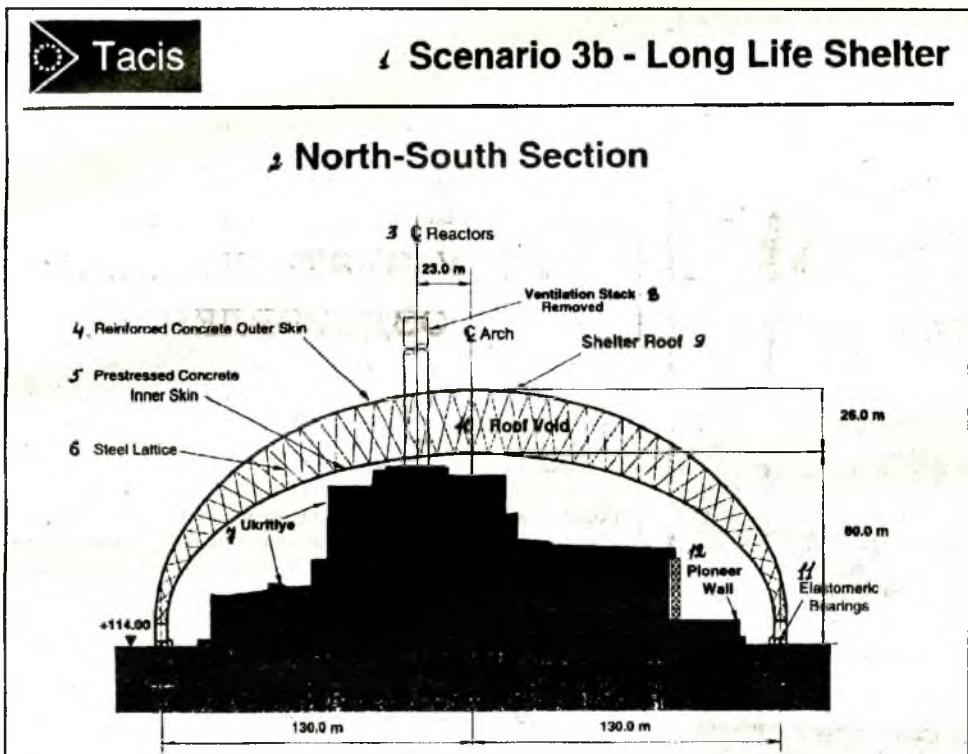 Tacis
1 Scenario 3b - Long Life Shelter
2 North-South Section
3 ℄ Reactors
23.0 m
Ventilation Stack 8
Removed
4 Reinforced Concrete Outer Skin
℄ Arch
Shelter Roof 9
5 Prestressed Concrete
Inner Skin
26.0 m
Roof Void
6 Steel Lattice
7 Ukritiye
80.0 m
12
Pioneer
Wall
11
Elastomeric
Bearings
+114.00
130.0 m
130.0 m